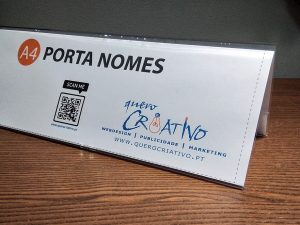 A4 PORTA NOMES
SCAN ME
quero
CRIATIVO
WEBDESIGN | PUBLICIDADE | MARKETING
WWW.QUEROCRIATIVO.PT